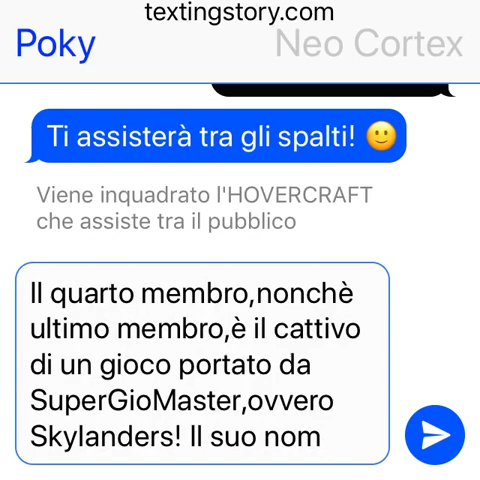 textingstory.com
Poky
Neo Cortex
Ti assisterà tra gli spalti! 🙂
Viene inquadrato l'HOVERCRAFT
che assiste tra il pubblico
Il quarto membro,nonchè
ultimo membro,è il cattivo
di un gioco portato da
SuperGioMaster,ovvero
Skylanders! Il suo nom